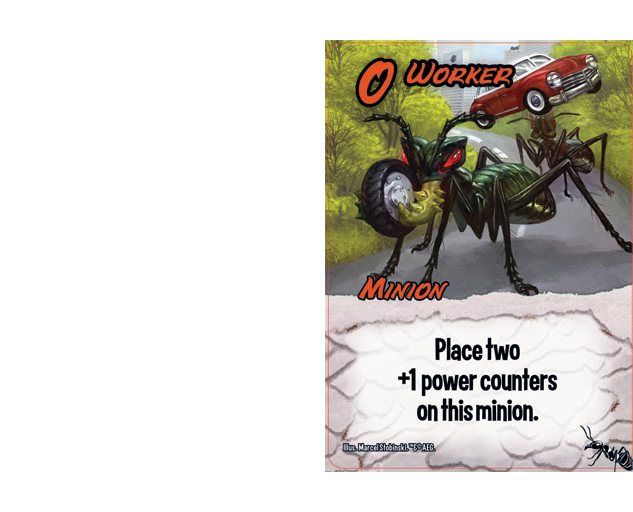 0 Worker
Minion
Place two
+1 power counters
on this minion.
Illus. Marcel Stobinski. ™&©AEG.